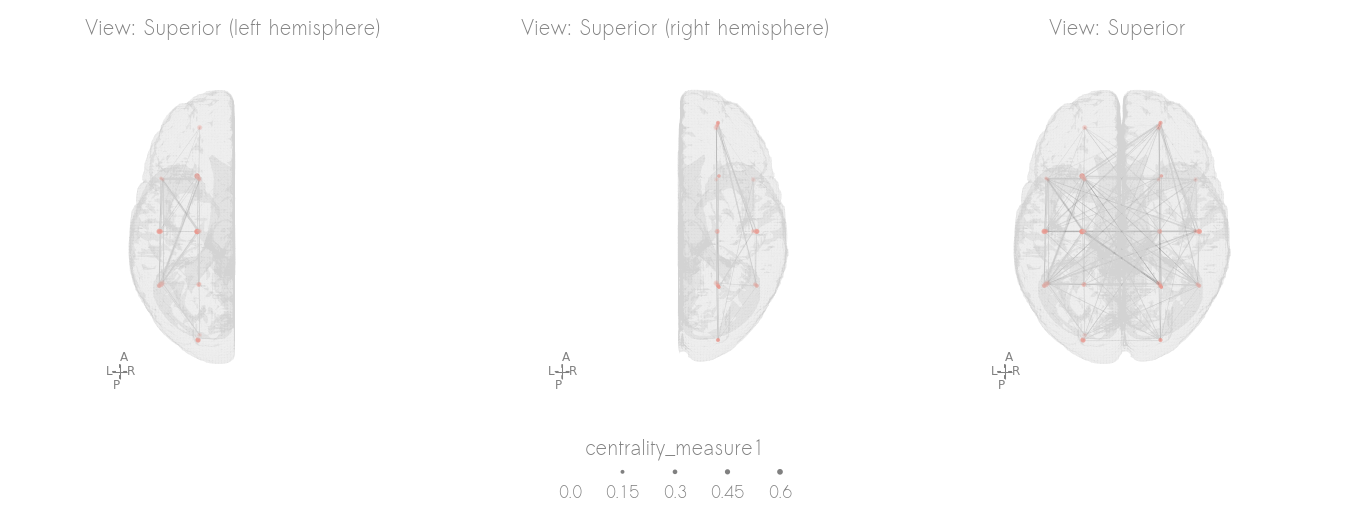 View: Superior (left hemisphere)
View: Superior (right hemisphere)
View: Superior
A
L R
P
A
L R
P
A
L R
P
centrality_measure1
0.0 0.15 0.3 0.45 0.6